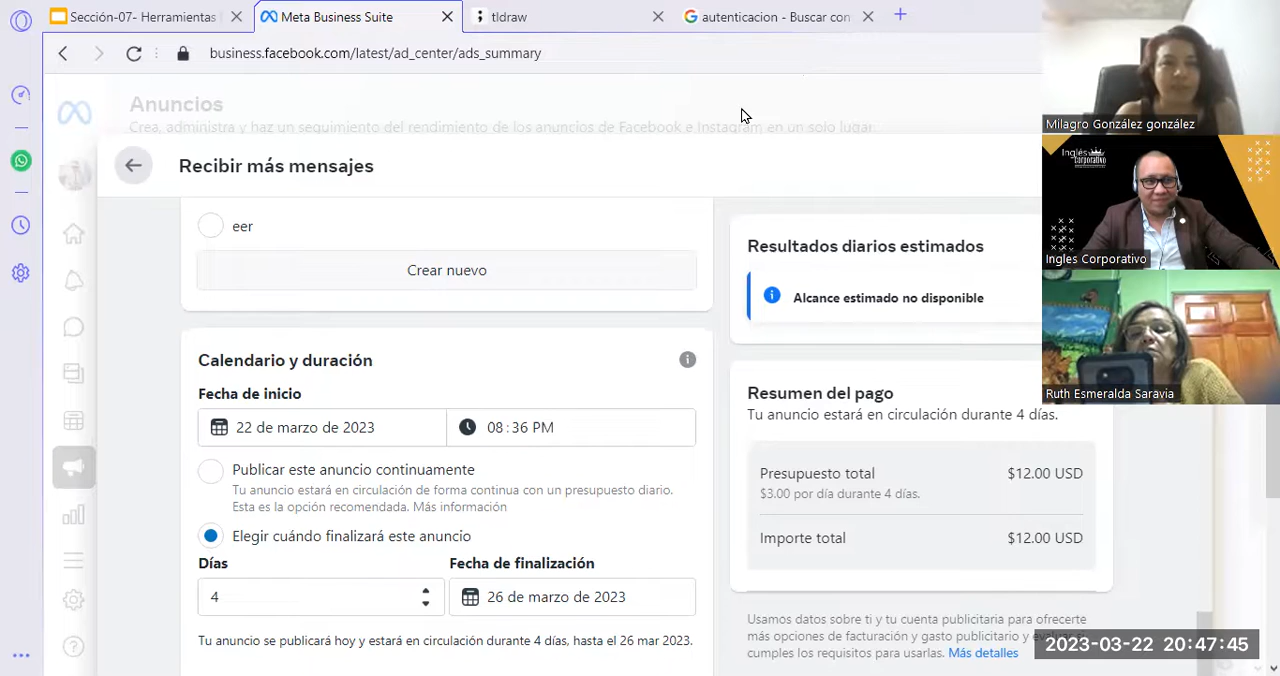 Sección-07- Herramientas
Meta Business Suite
tldraw
autenticacion - Buscar con
business.facebook.com/latest/ad_center/ads_summary
Anuncios
Crea, administra y haz un seguimiento del rendimiento de los anuncios de Facebook e Instagram en un solo lugar.
Recibir más mensajes
eer
Crear nuevo
Calendario y duración
Fecha de inicio
22 de marzo de 2023
08:36 PM
Publicar este anuncio continuamente
Tu anuncio estará en circulación de forma continua con un presupuesto diario.
Esta es la opción recomendada. Más información
Elegir cuándo finalizará este anuncio
Días
Fecha de finalización
4
26 de marzo de 2023
Tu anuncio se publicará hoy y estará en circulación durante 4 días, hasta el 26 mar 2023.
Resultados diarios estimados
Alcance estimado no disponible
Resumen del pago
Tu anuncio estará en circulación durante 4 días.
Presupuesto total $12.00 USD
$3.00 por día durante 4 días.
Importe total $12.00 USD
Usamos datos sobre ti y tu cuenta publicitaria para ofrecerte
más opciones de facturación y gasto publicitario y
cumples los requisitos para usarlas. Más detalles
Milagro González gonzález
Inglés
Corporativo
Ingles Corporativo
Ruth Esmeralda Saravia
2023-03-22 20:47:45